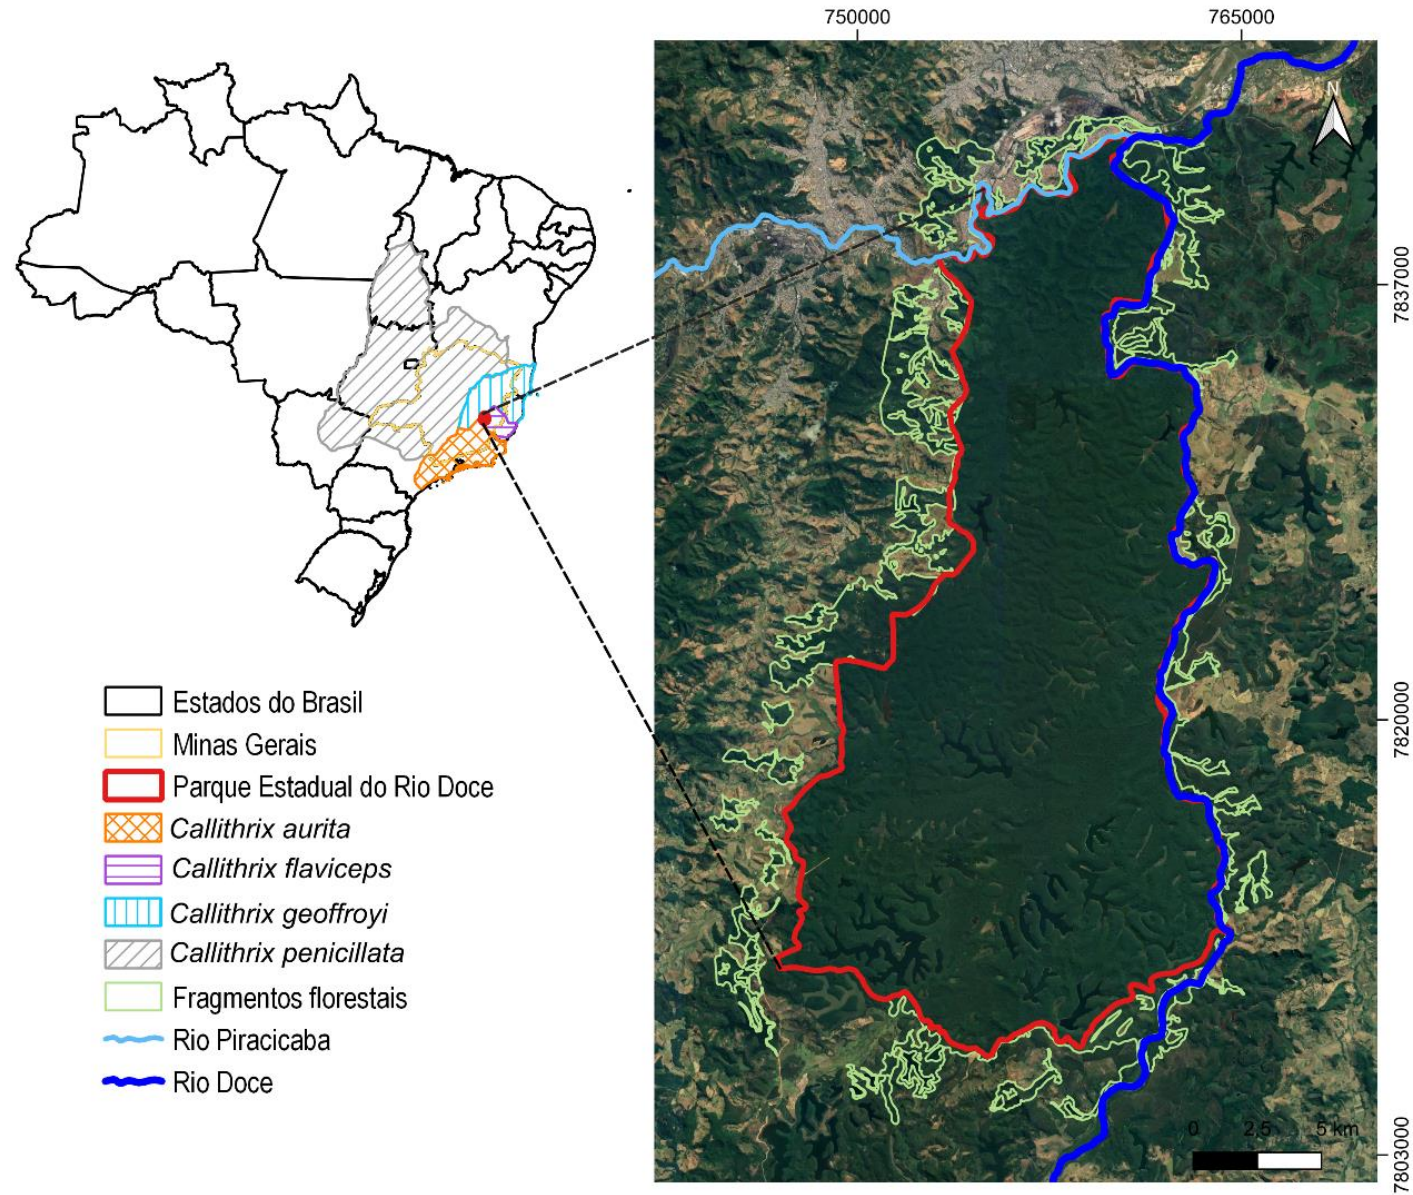 750000
765000
N
7837000
7820000
7803000
Estados do Brasil
Minas Gerais
Parque Estadual do Rio Doce
Callithrix aurita
Callithrix flaviceps
Callithrix geoffroyi
Callithrix penicillata
Fragmentos florestais
Rio Piracicaba
Rio Doce
0 2,5 5 km